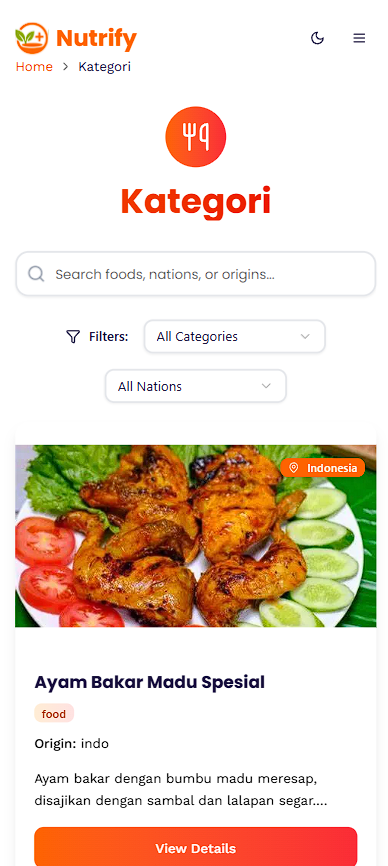 Nutrify
Home > Kategori
Kategori
Search foods, nations, or origins...
Filters: All Categories
All Nations
Indonesia
Ayam Bakar Madu Spesial
food
Origin: indo
Ayam bakar dengan bumbu madu meresap,
disajikan dengan sambal dan lalapan segar....
View Details